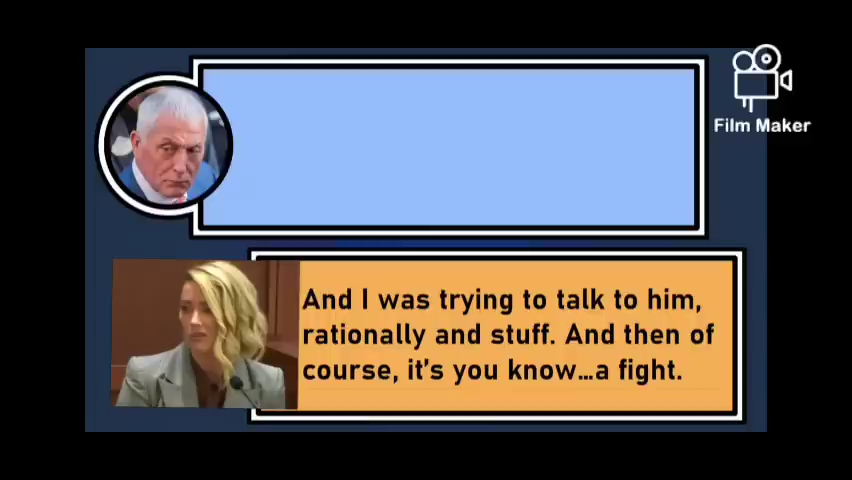 Film Maker
And I was trying to talk to him,
rationally and stuff. And then of
course, it's you know...a fight.